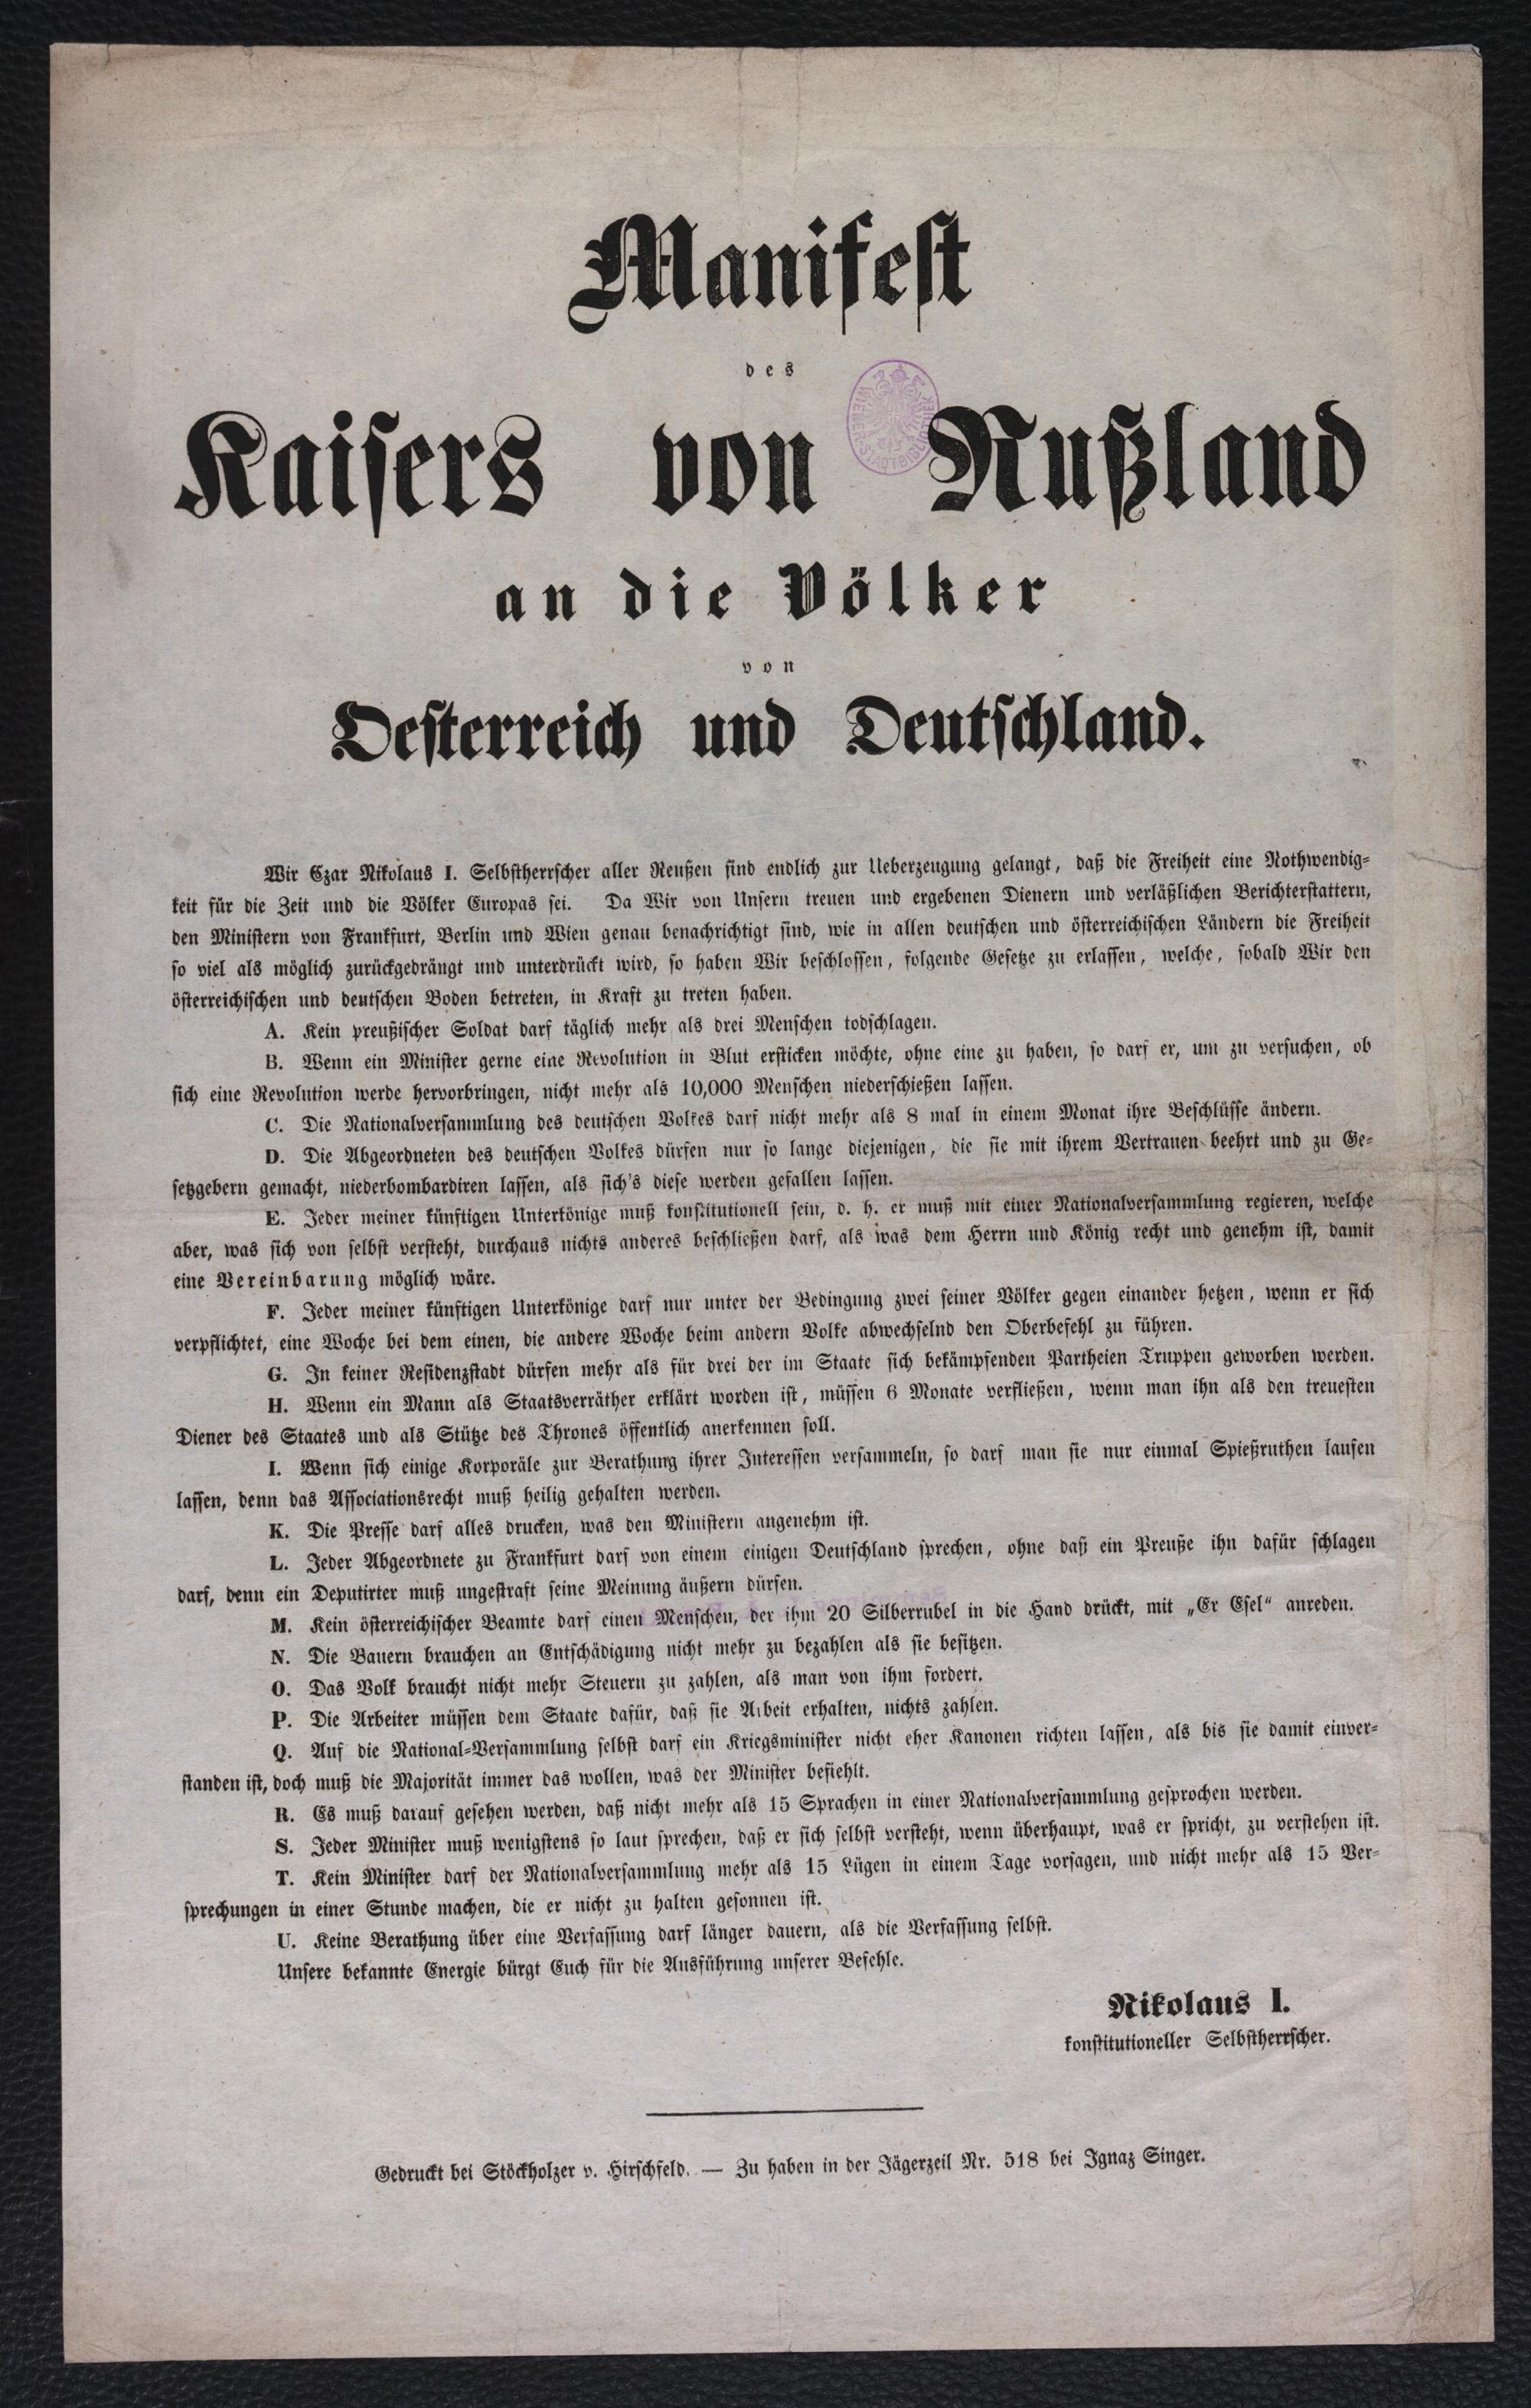 Manifest
des
Kaisers von Rußland
an die Völker
von
Oesterreich und Deutschland.
Wir Czar Nikolaus I. Selbstherrscher aller Reußen sind endlich zur Ueberzeugung gelangt, daß die Freiheit eine Nothwendig=
keit für die Zeit und die Völker Europas sei. Da Wir von Unsern treuen und ergebenen Dienern und verläßlichen Berichterstattern,
den Ministern von Frankfurt, Berlin und Wien genau benachrichtigt sind, wie in allen deutschen und österreichischen Ländern die Freiheit
so viel als möglich zurückgedrängt und unterdrückt wird, so haben Wir beschlossen, folgende Gesetze zu erlassen, welche, sobald Wir den
österreichischen und deutschen Boden betreten, in Kraft zu treten haben.
A. Kein preußischer Soldat darf täglich mehr als drei Menschen todschlagen.
B. Wenn ein Minister gerne eine Revolution in Blut ersticken möchte, ohne eine zu haben, so darf er, um zu versuchen, ob
sich eine Revolution werde hervorbringen, nicht mehr als 10,000 Menschen niederschießen lassen.
C. Die Nationalversammlung des deutschen Volkes darf nicht mehr als 8 mal in einem Monat ihre Beschlüsse ändern.
D. Die Abgeordneten des deutschen Volkes dürfen nur so lange diejenigen, die sie mit ihrem Vertrauen beehrt und zu Ge=
setzgebern gemacht, niederbombardiren lassen, als sich's diese werden gefallen lassen.
E. Jeder meiner künftigen Unterkönige muß konstitutionell sein, d. h. er muß mit einer Nationalversammlung regieren, welche
aber, was sich von selbst versteht, durchaus nichts anderes beschließen darf, als was dem Herrn und König recht und genehm ist, damit
eine Vereinbarung möglich wäre.
F. Jeder meiner künftigen Unterkönige darf nur unter der Bedingung zwei seiner Völker gegen einander hetzen, wenn er sich
verpflichtet, eine Woche bei dem einen, die andere Woche beim andern Volke abwechselnd den Oberbefehl zu führen.
G. In keiner Residenzstadt dürfen mehr als für drei der im Staate sich bekämpfenden Partheien Truppen geworben werden.
H. Wenn ein Mann als Staatsverräther erklärt worden ist, müssen 6 Monate verfließen, wenn man ihn als den treuesten
Diener des Staates und als Stütze des Thrones öffentlich anerkennen soll.
I. Wenn sich einige Korporäle zur Berathung ihrer Interessen versammeln, so darf man sie nur einmal Spießruthen laufen
lassen, denn das Associationsrecht muß heilig gehalten werden.
K. Die Presse darf alles drucken, was den Ministern angenehm ist.
L. Jeder Abgeordnete zu Frankfurt darf von einem einigen Deutschland sprechen, ohne daß ein Preuße ihn dafür schlagen
darf, denn ein Deputirter muß ungestraft seine Meinung äußern dürfen.
M. Kein österreichischer Beamte darf einen Menschen, der ihm 20 Silberrubel in die Hand drückt, mit „Er Esel“ anreden.
N. Die Bauern brauchen an Entschädigung nicht mehr zu bezahlen als sie besitzen.
O. Das Volk braucht nicht mehr Steuern zu zahlen, als man von ihm fordert.
P. Die Arbeiter müssen dem Staate dafür, daß sie Arbeit erhalten, nichts zahlen.
Q. Auf die National=Versammlung selbst darf ein Kriegsminister nicht eher Kanonen richten lassen, als bis sie damit einver=
standen ist, doch muß die Majorität immer das wollen, was der Minister befiehlt.
R. Es muß darauf gesehen werden, daß nicht mehr als 15 Sprachen in einer Nationalversammlung gesprochen werden.
S. Jeder Minister muß wenigstens so laut sprechen, daß er sich selbst versteht, wenn überhaupt, was er spricht, zu verstehen ist.
T. Kein Minister darf der Nationalversammlung mehr als 15 Lügen in einem Tage vorsagen, und nicht mehr als 15 Ver=
sprechungen in einer Stunde machen, die er nicht zu halten gesonnen ist.
U. Keine Berathung über eine Verfassung darf länger dauern, als die Verfassung selbst.
Unsere bekannte Energie bürgt Euch für die Ausführung unserer Befehle.
Nikolaus I.
konstitutioneller Selbstherrscher.
Gedruckt bei Stöckholzer v. Hirschfeld. — Zu haben in der Jägerzeil Nr. 518 bei Ignaz Singer.